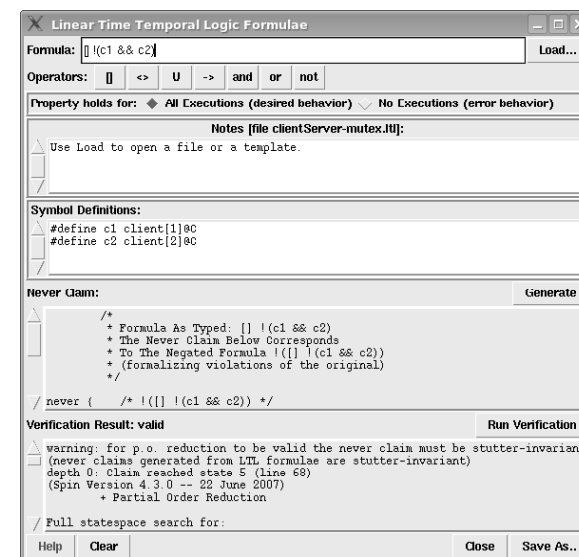 Linear Time Temporal Logic Formulae
Formula: [] !(c1 && c2) Load...
Operators: [] <> U -> and or not
Property holds for: All Executions (desired behavior) No Executions (error behavior)
Notes [file clientServer-mutex.ltl]:
Use Load to open a file or a template.
Symbol Definitions:
#define c1 client[1]@C
#define c2 client[2]@C
Never Claim: Generate
/*
* Formula As Typed: [] !(c1 && c2)
* The Never Claim Below Corresponds
* To The Negated Formula !([] !(c1 && c2))
* (formalizing violations of the original)
*/
never { /* !([] !(c1 && c2)) */
Verification Result: valid Run Verification
warning: for p.o. reduction to be valid the never claim must be stutter-invarian
(never claims generated from LTL formulae are stutter-invariant)
depth 0: Claim reached state 5 (line 68)
(Spin Version 4.3.0 -- 22 June 2007)
+ Partial Order Reduction
Full statespace search for:
Help Clear Close Save As..